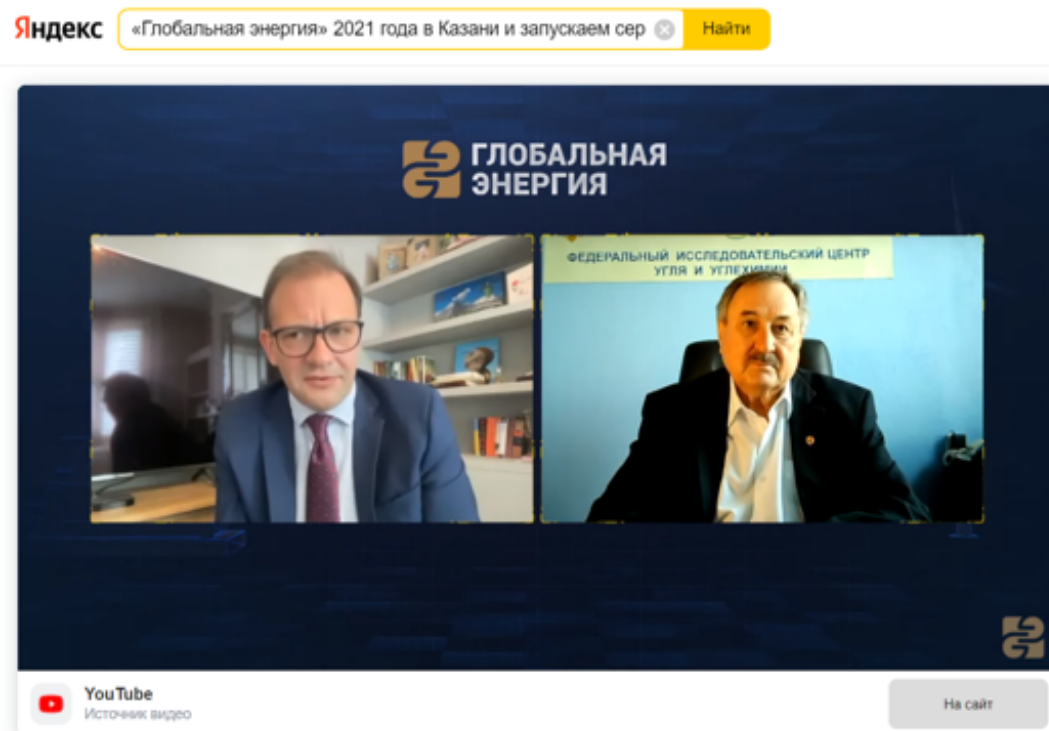 Яндекс
«Глобальная энергия» 2021 года в Казани и запускаем сер
Найти
ГЛОБАЛЬНАЯ
ЭНЕРГИЯ
ФЕДЕРАЛЬНЫЙ ИССЛЕДОВАТЕЛЬСКИЙ ЦЕНТР
УГЛЯ И УГЛЕХИМИИ
YouTube
Источник видео
На сайт